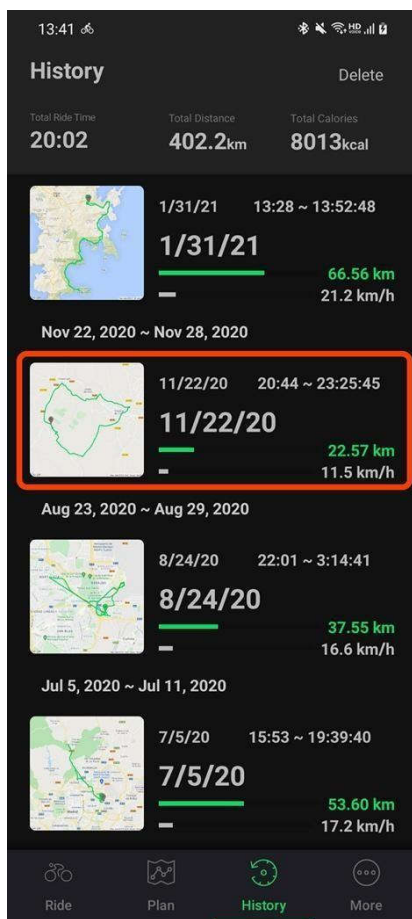 13:41
History
Delete
Total Ride Time Total Distance Total Calories
20:02 402.2km 8013kcal
1/31/21 13:28 ~ 13:52:48
1/31/21
66.56 km
21.2 km/h
Nov 22, 2020 ~ Nov 28, 2020
11/22/20 20:44 ~ 23:25:45
11/22/20
22.57 km
11.5 km/h
Aug 23, 2020 ~ Aug 29, 2020
8/24/20 22:01 ~ 3:14:41
8/24/20
37.55 km
16.6 km/h
Jul 5, 2020 ~ Jul 11, 2020
7/5/20 15:53 ~ 19:39:40
7/5/20
53.60 km
17.2 km/h
Ride Plan History More